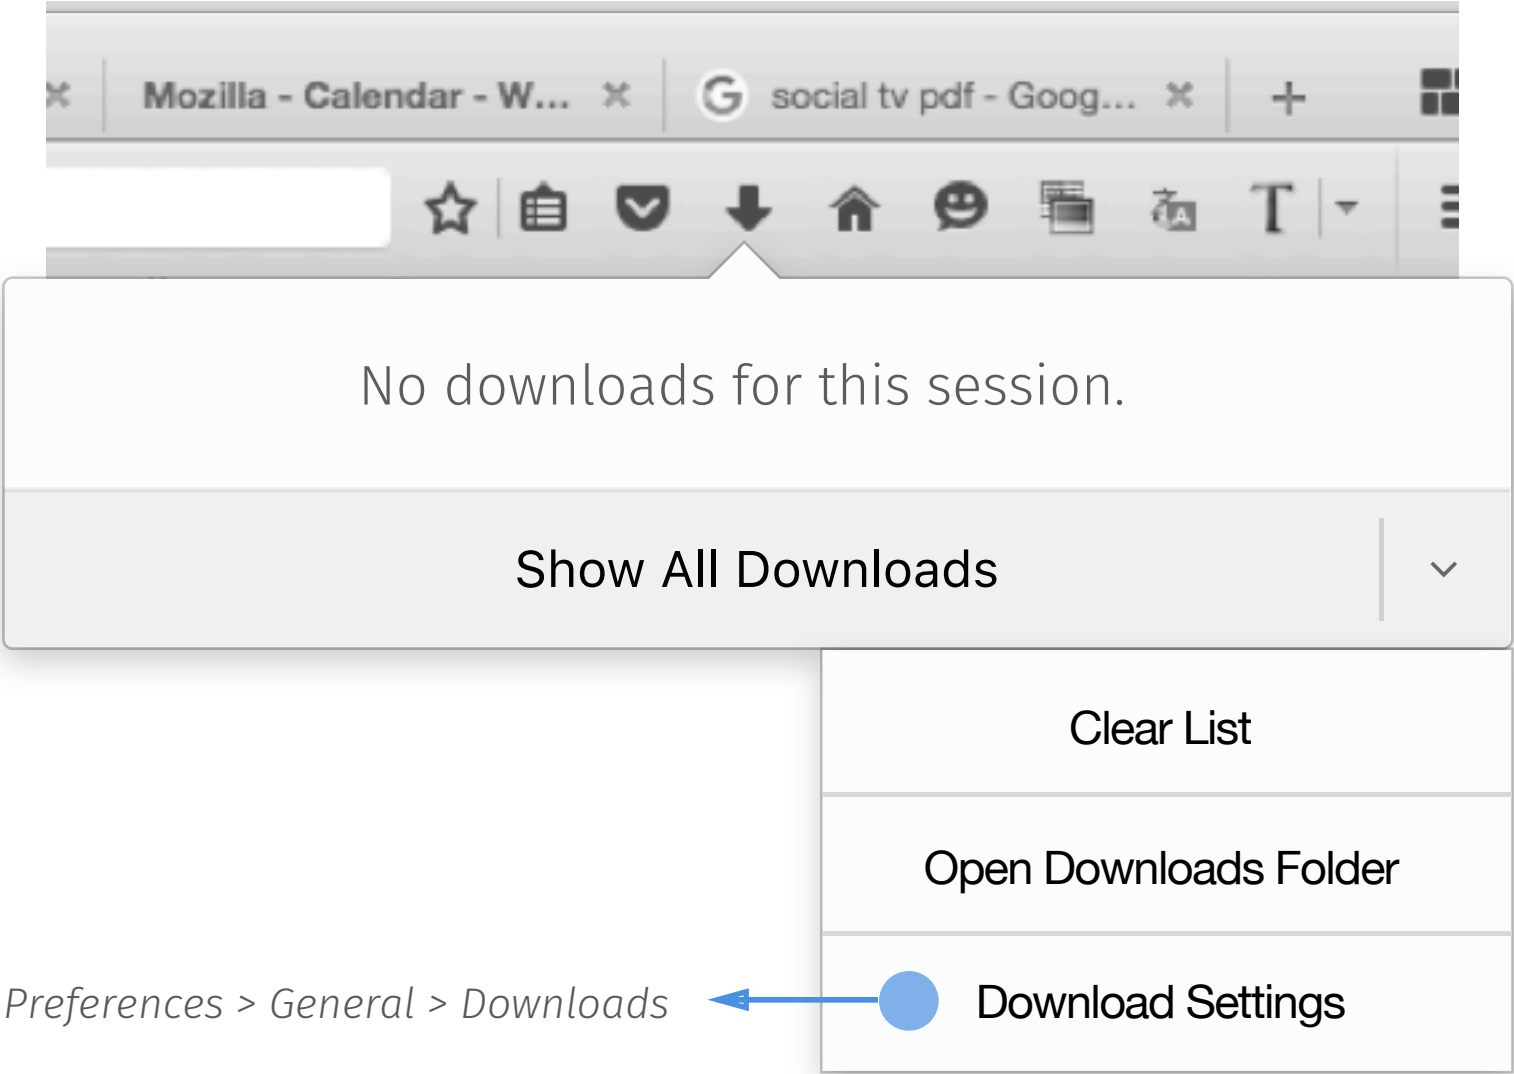 Mozilla - Calendar - W...
social tv pdf - Goog...
No downloads for this session.
Show All Downloads
Clear List
Open Downloads Folder
Preferences > General > Downloads
Download Settings